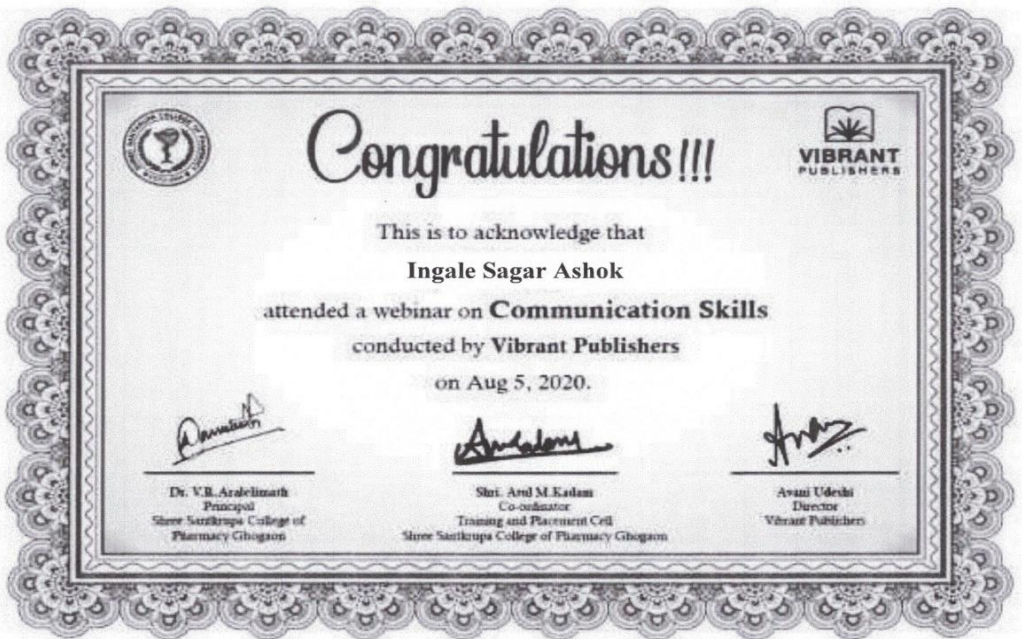 Congratulations!!!
VIBRANT
PUBLISHERS
This is to acknowledge that
Ingale Sagar Ashok
attended a webinar on Communication Skills
conducted by Vibrant Publishers
on Aug 5, 2020.
Dr. V.R.Aralelimath
Principal
Shree Santkrupa College of
Pharmacy Ghogaon
Shri. Arul M.Kadam
Co-ordinator
Training and Placement Cell
Shree Santkrupa College of Pharmacy Ghogaon
Avani Udeshi
Director
Vibrant Publishers